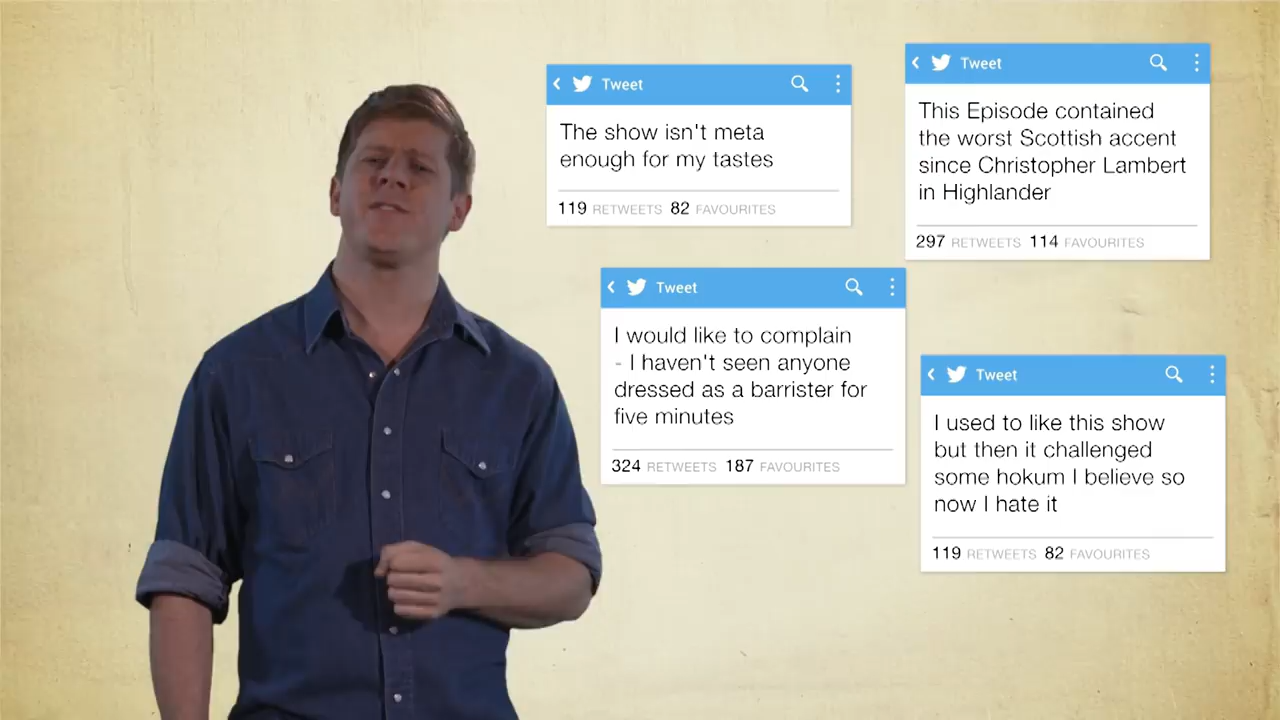 Tweet
The show isn't meta
enough for my tastes
119 RETWEETS 82 FAVOURITES
Tweet
This Episode contained
the worst Scottish accent
since Christopher Lambert
in Highlander
297 RETWEETS 114 FAVOURITES
Tweet
I would like to complain
- I haven't seen anyone
dressed as a barrister for
five minutes
324 RETWEETS 187 FAVOURITES
Tweet
I used to like this show
but then it challenged
some hokum I believe so
now I hate it
119 RETWEETS 82 FAVOURITES